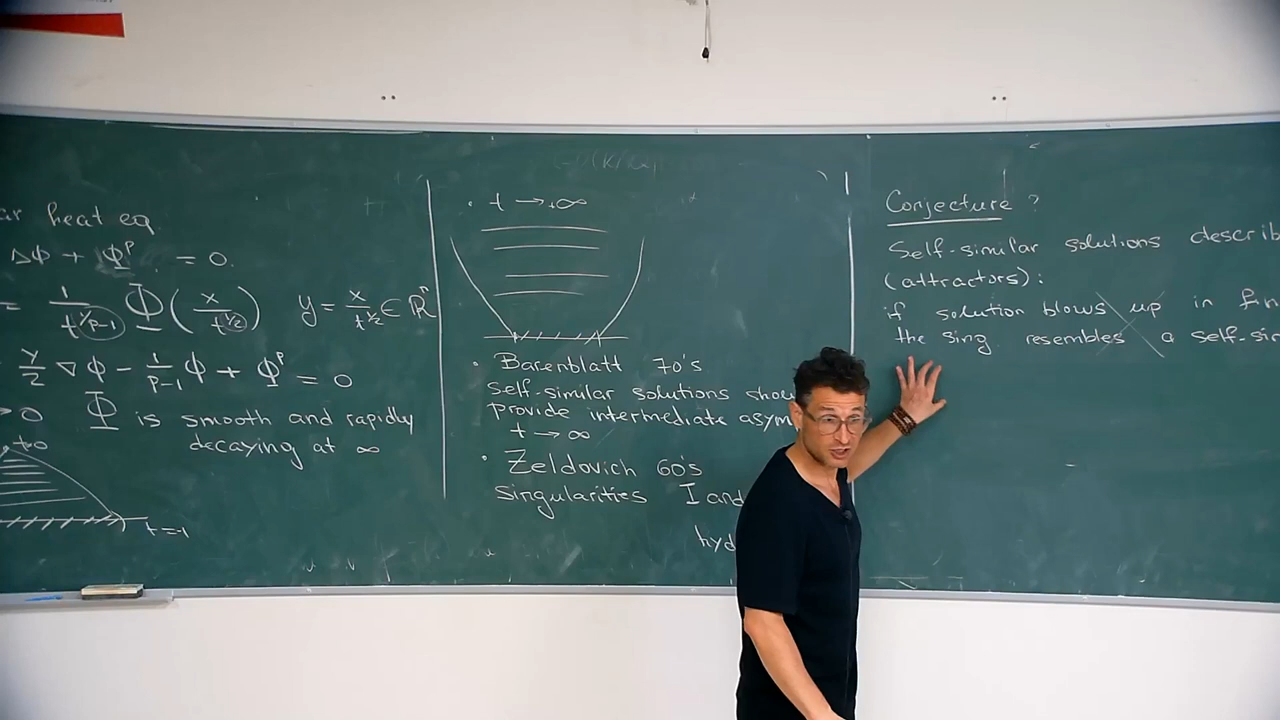 ar heat eq
ΔΦ + Φ^p = 0.
= 1/t^{1/p-1} Φ(x/t^{1/2}) y = x/t^{1/2} ∈ R^n
y/2 ∇Φ - 1/p-1 Φ + Φ^p = 0
> 0 Φ is smooth and rapidly
decaying at ∞
t=0
t=-1
• t → +∞
• Barenblatt 70's
self-similar solutions shou
provide intermediate asym
t → ∞
• Zeldovich 60's
singularities I and
hyd
Conjecture ?
Self-similar solutions describ
(attractors):
if solution blows up in fin
the sing resembles a self-sim